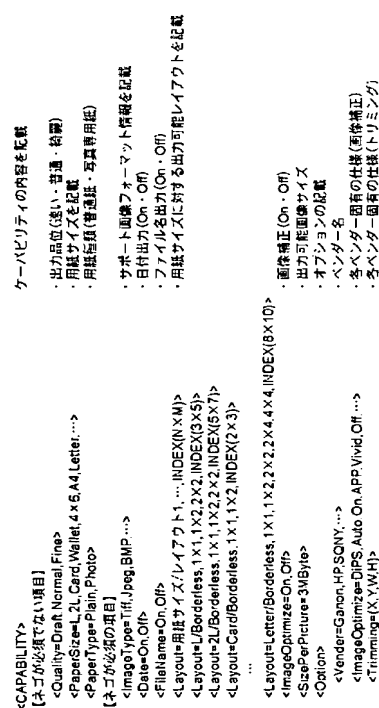 <CAPABILITY> ケーパビリティの内容を記載
【ネゴが必須でない項目】
<Quality=Draft,Normal,Fine> ・出力品位(速い・普通・綺麗)
<PaperSize=L,2L,Card,Wallet,4×6,A4,Letter,…> ・用紙サイズを記載
<PaperType=Plain,Photo> ・用紙種類(普通紙・写真専用紙)
【ネゴが必須の項目】
<ImageType=Tiff,Jpeg,BMP,…> ・サポート画像フォーマット情報を記載
<Date=On,Off> ・日付出力(On・Off)
<FileName=On,Off> ・ファイル名出力(On・Off)
<Layout=用紙サイズ/レイアウト1,…,INDEX(N×M)> ・用紙サイズに対する出力可能レイアウトを記載
<Layout=L/Borderless,1×1,1×2,2×2,INDEX(3×5)>
<Layout=2L/Borderless,1×1,1×2,2×2,INDEX(5×7)>
<Layout=Card/Borderless,1×1,1×2,INDEX(2×3)>
…
<Layout=Letter/Borderless,1×1,1×2,2×2,2×4,4×4,INDEX(8×10)>
<ImageOptimize=On,Off> ・画像補正(On・Off)
<SizePerPicture=3MByte> ・出力可能画像サイズ
<Option> ・オプションの記載
<Vender=Ganon,HP,SQNY,…> ・ベンダー名
<ImageOptimize=DiPS,Auto,On,APP,Vivid,Off,…> ・各ベンダー固有の仕様(画像補正)
<Trimming=(X,Y,W,H)> ・各ベンダー固有の仕様(トリミング)